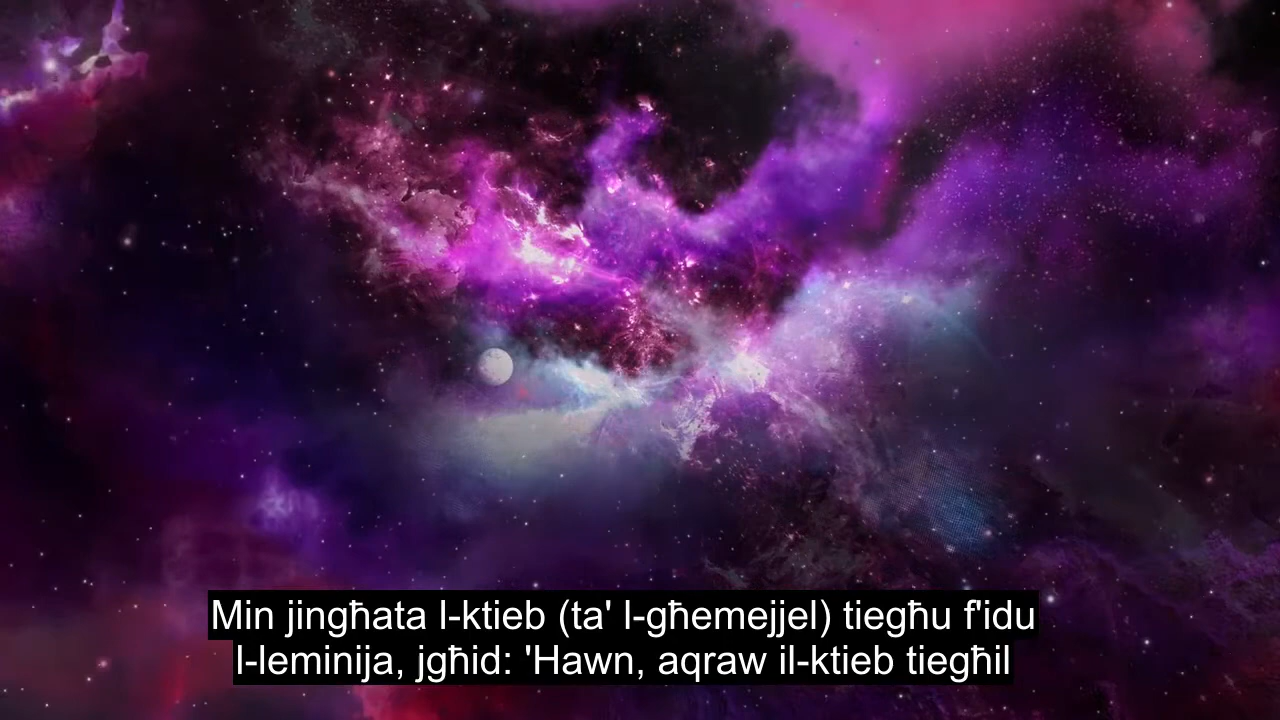 Min jingħata l-ktieb (ta' l-għemejjel) tiegħu f'idu
l-leminija, jgħid: 'Hawn, aqraw il-ktieb tiegħil